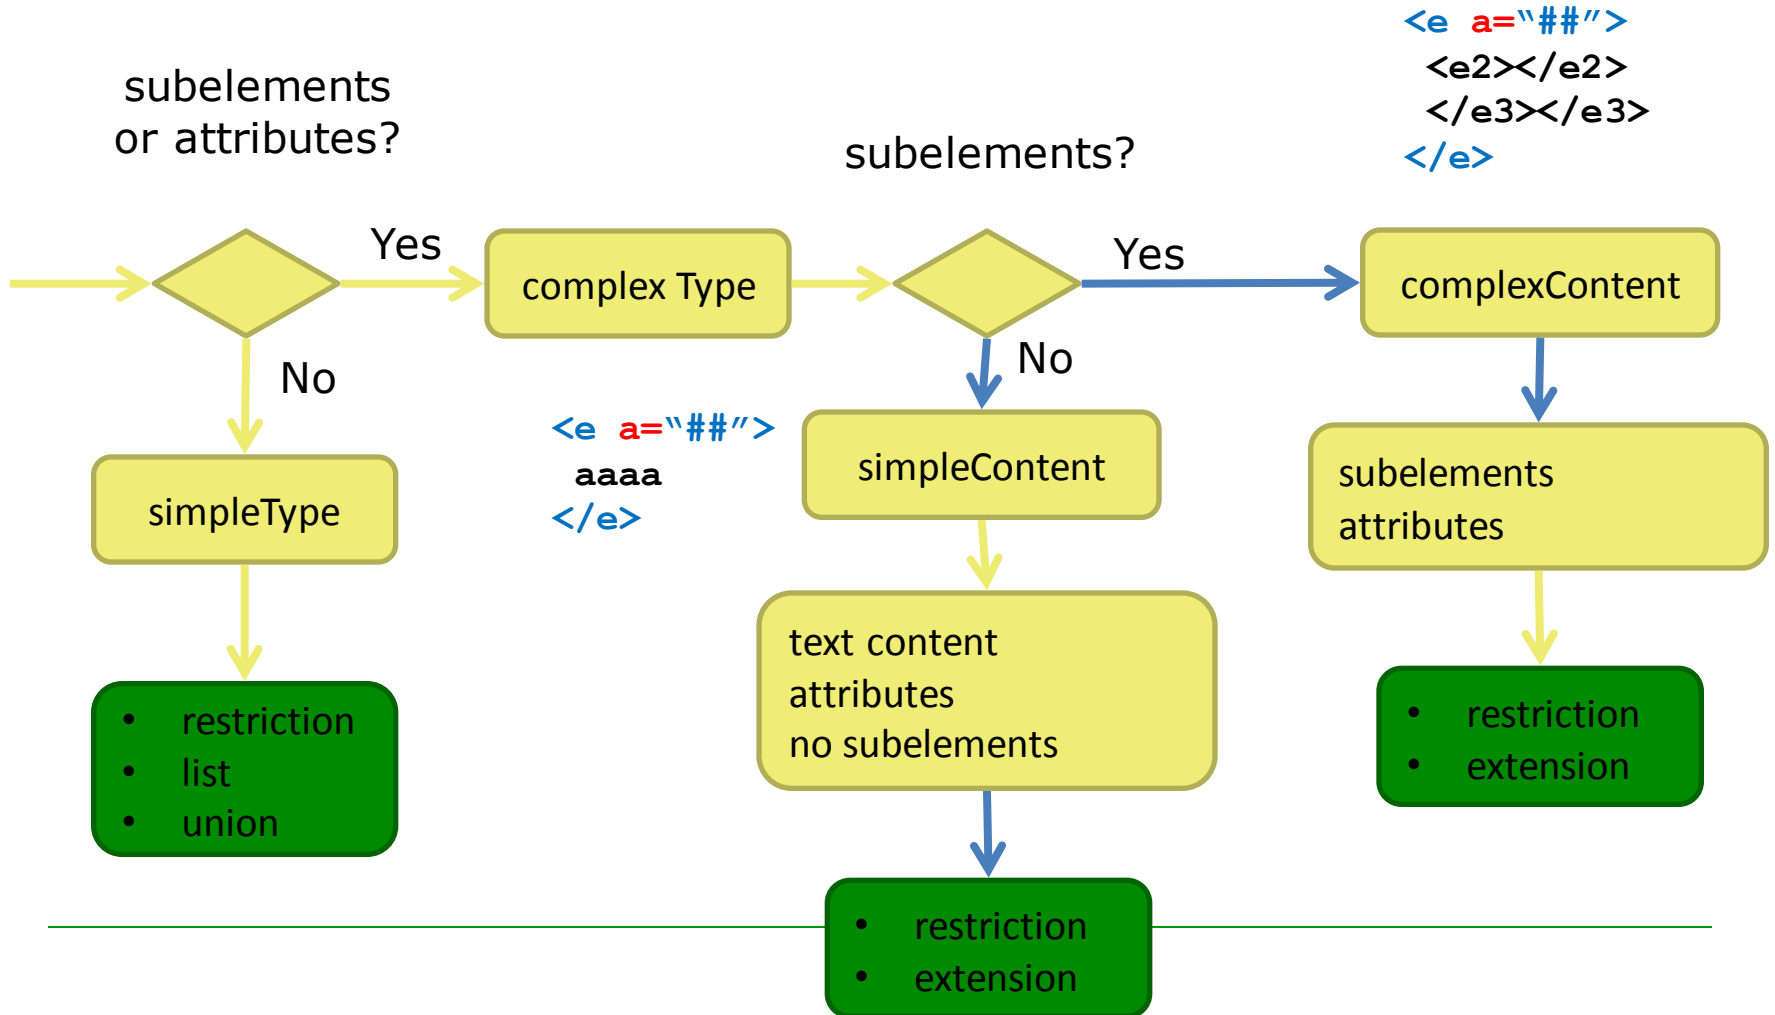 subelements
or attributes?
Yes
No
complex Type
subelements?
Yes
No
<e a=“##”>
<e2></e2>
</e3></e3>
</e>
complexContent
simpleType
<e a=“##”>
aaaa
</e>
simpleContent
subelements
attributes
text content
attributes
no subelements
• restriction
• list
• union
• restriction
• extension
• restriction
• extension